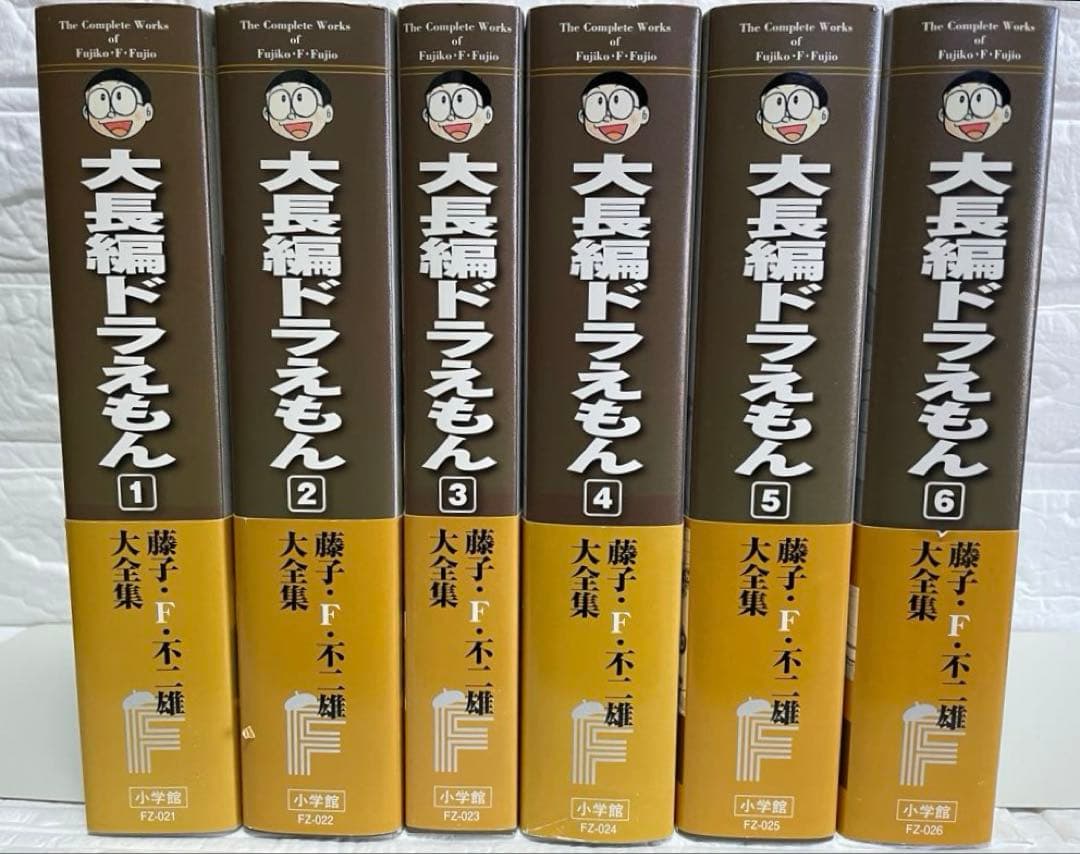 The Complete Works
of
Fujiko・F・Fujio
大長編ドラえもん
1
藤子・F・不二雄
大全集
F
小学館
FZ-021
The Complete Works
of
Fujiko・F・Fujio
大長編ドラえもん
2
藤子・F・不二雄
大全集
F
小学館
FZ-022
The Complete Works
of
Fujiko・F・Fujio
大長編ドラえもん
3
藤子・F・不二雄
大全集
F
小学館
FZ-023
The Complete Works
of
Fujiko・F・Fujio
大長編ドラえもん
4
藤子・F・不二雄
大全集
F
小学館
FZ-024
The Complete Works
of
Fujiko・F・Fujio
大長編ドラえもん
5
藤子・F・不二雄
大全集
F
小学館
FZ-025
The Complete Works
of
Fujiko・F・Fujio
大長編ドラえもん
6
藤子・F・不二雄
大全集
F
小学館
FZ-026